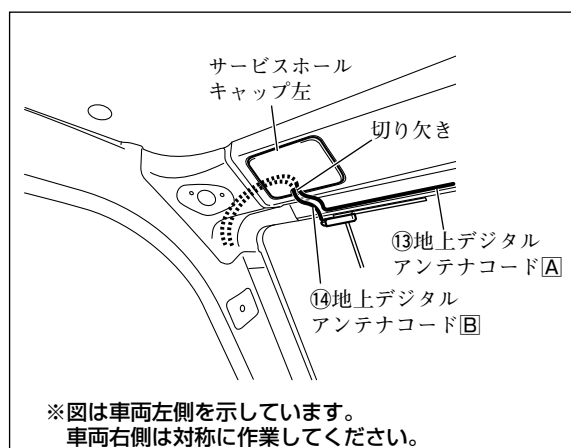 サービスホール
キャップ左
切り欠き
⑬地上デジタル
アンテナコードA
⑭地上デジタル
アンテナコードB
※図は車両左側を示しています。
車両右側は対称に作業してください。